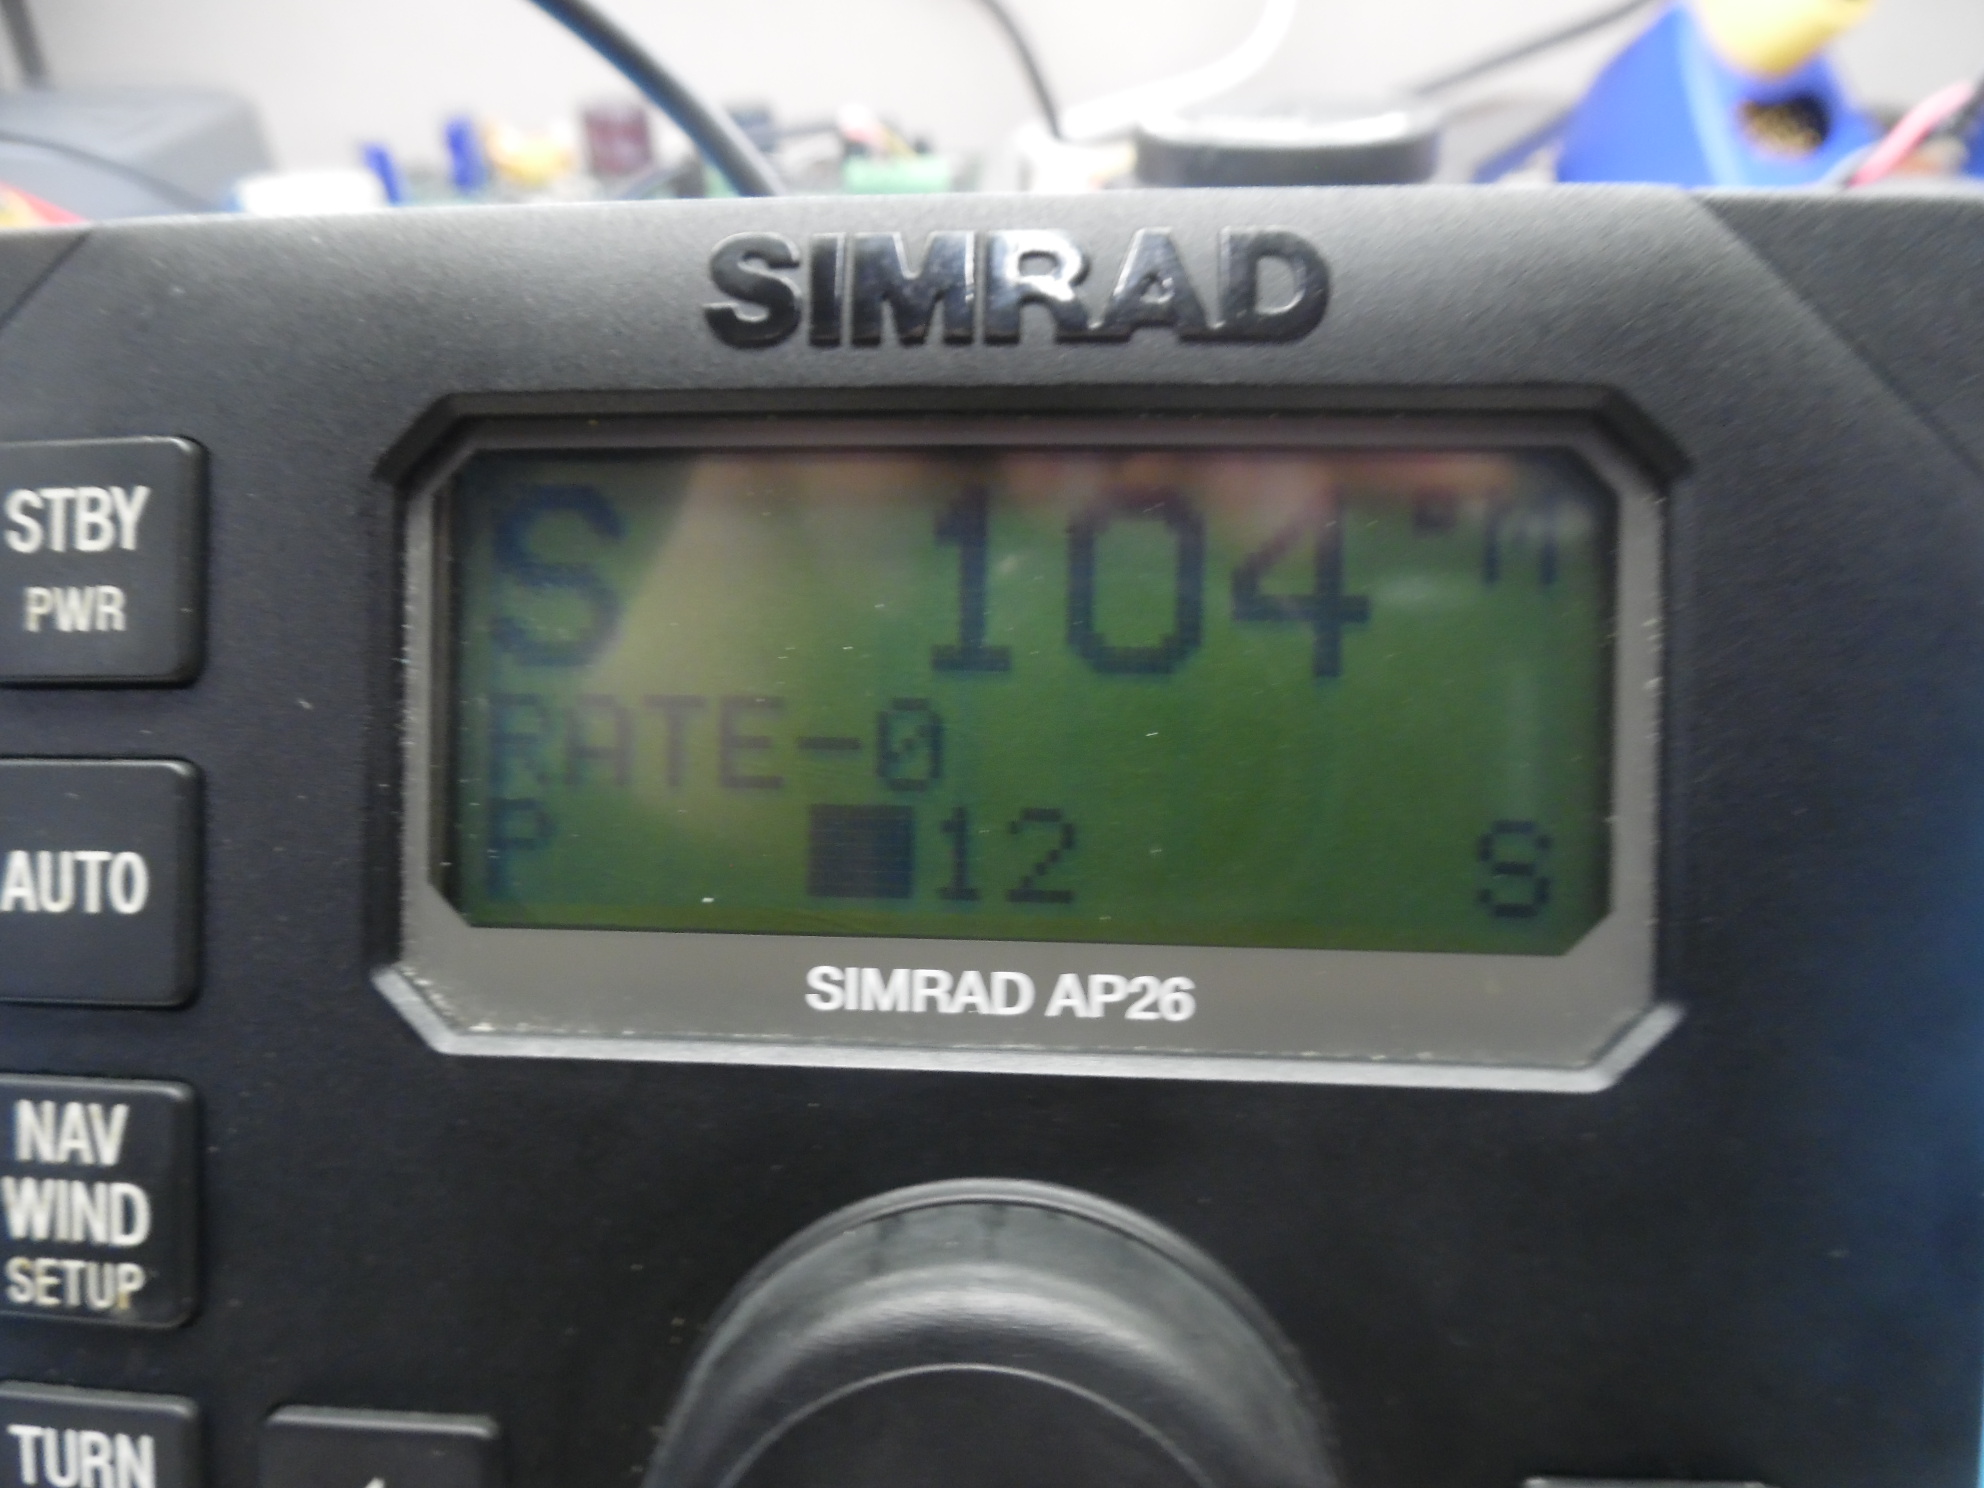 SIMRAD
S 104°M
RATE-0
P ■12 S
SIMRAD AP26
STBY
PWR
AUTO
NAV
WIND
SETUP
TURN